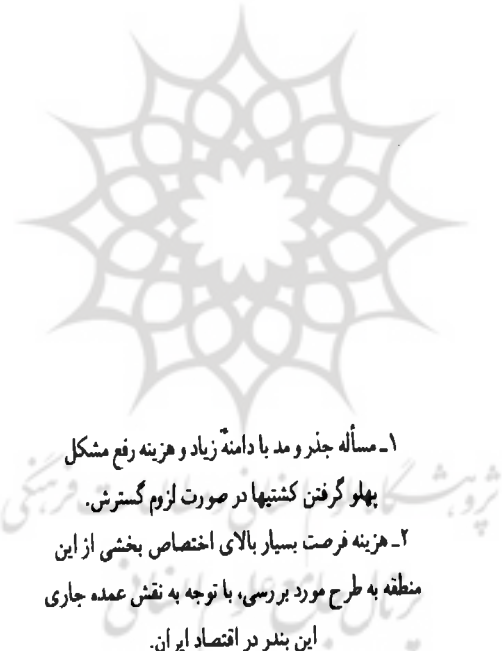 ۱ـ مسأله جذر و مد با دامنهٔ زیاد و هزینه رفع مشکل
پهلو گرفتن کشتیها در صورت لزوم گسترش.
۲ـ هزینه فرصت بسیار بالای اختصاص بخشی از این
منطقه به طرح مورد بررسی، با توجه به نقش عمده جاری
این بندر در اقتصاد ایران.